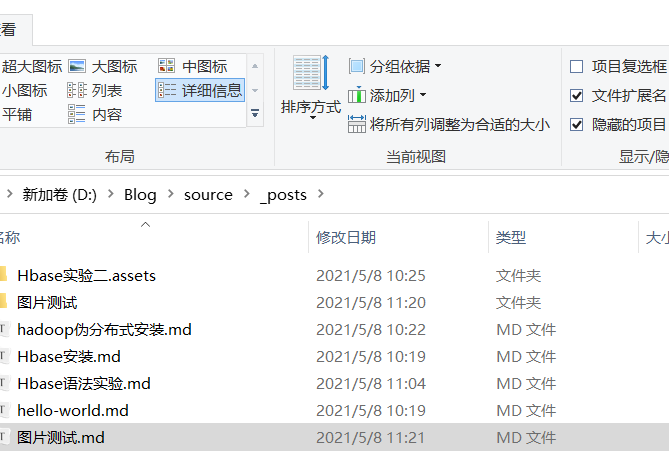 查看
超大图标 大图标 中图标
小图标 列表 详细信息
平铺 内容
布局
排序方式
分组依据
添加列
将所有列调整为合适的大小
当前视图
项目复选框
文件扩展名
隐藏的项目
显示/隐
新加卷 (D:) Blog source _posts
名称 修改日期 类型 大小
Hbase实验二.assets 2021/5/8 10:25 文件夹
图片测试 2021/5/8 11:20 文件夹
hadoop伪分布式安装.md 2021/5/8 10:22 MD 文件
Hbase安装.md 2021/5/8 10:19 MD 文件
Hbase语法实验.md 2021/5/8 11:04 MD 文件
hello-world.md 2021/5/8 10:19 MD 文件
图片测试.md 2021/5/8 11:21 MD 文件